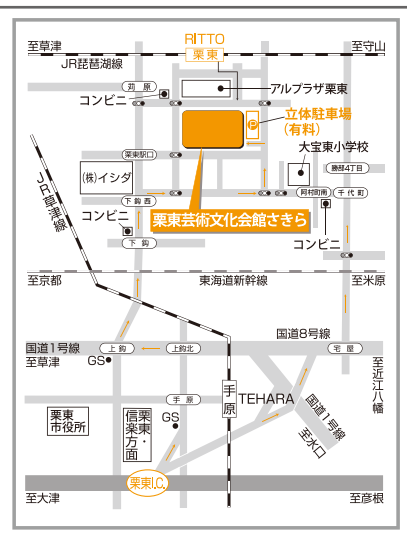 至草津
RITTO
栗東
至守山
JR琵琶湖線
苅原
アルプラザ栗東
コンビニ
立体駐車場
(有料)
P
大宝東小学校
栗東駅口
勝部4丁目
(株)イシダ
下鈎西
阿村町南
千代町
JR草津線
コンビニ
栗東芸術文化会館さきら
下鈎
コンビニ
至京都
東海道新幹線
至米原
国道8号線
国道1号線
上鈎
上鈎北
宅屋
至草津
GS
至近江八幡
手原
TEHARA
手原
栗東
市役所
栗東・
信楽
方面
GS
国道1号線
至水口
栗東I.C.
至大津
至彦根